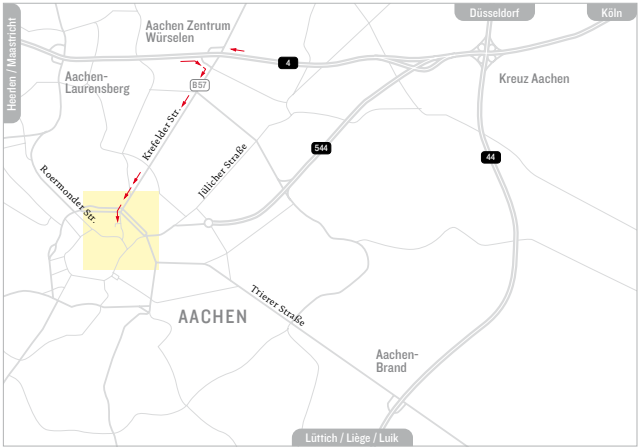 Düsseldorf
Köln
Heerlen / Maastricht
Aachen Zentrum
Würselen
4
Aachen-
Laurensberg
B57
Kreuz Aachen
Krefelder Str.
544
44
Jülicher Straße
Roermonder Str.
Trierer Straße
AACHEN
Aachen-
Brand
Lüttich / Liège / Luik